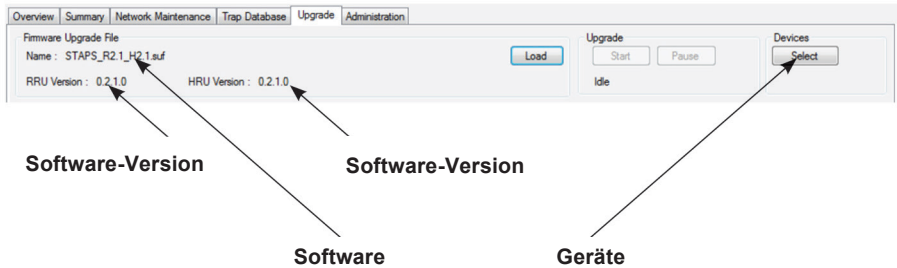 Overview Summary Network Maintenance Trap Database Upgrade Administration
Firmware Upgrade File
Name : STAPS_R2.1_H2.1.suf
Load
RRU Version : 0.2.1.0 HRU Version : 0.2.1.0
Upgrade
Start Pause
Idle
Devices
Select
Software-Version
Software-Version
Software
Geräte